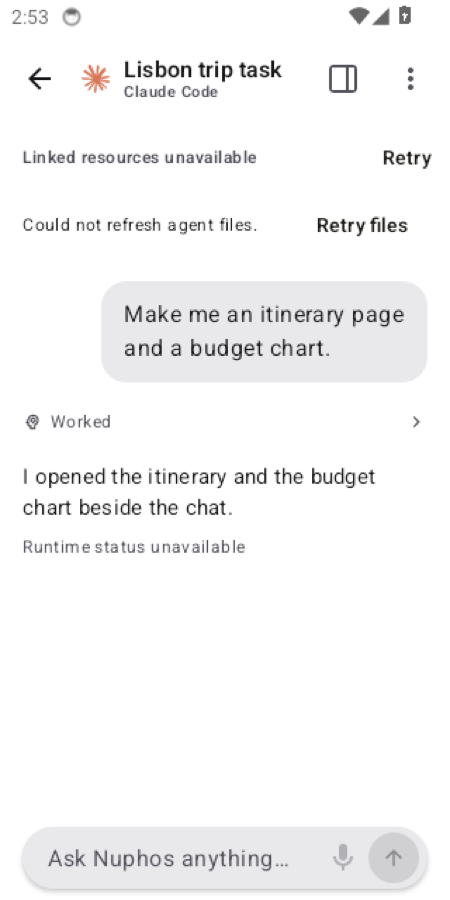 2:53
Lisbon trip task
Claude Code
Linked resources unavailable
Retry
Could not refresh agent files.
Retry files
Make me an itinerary page
and a budget chart.
Worked
I opened the itinerary and the budget
chart beside the chat.
Runtime status unavailable
Ask Nuphos anything...